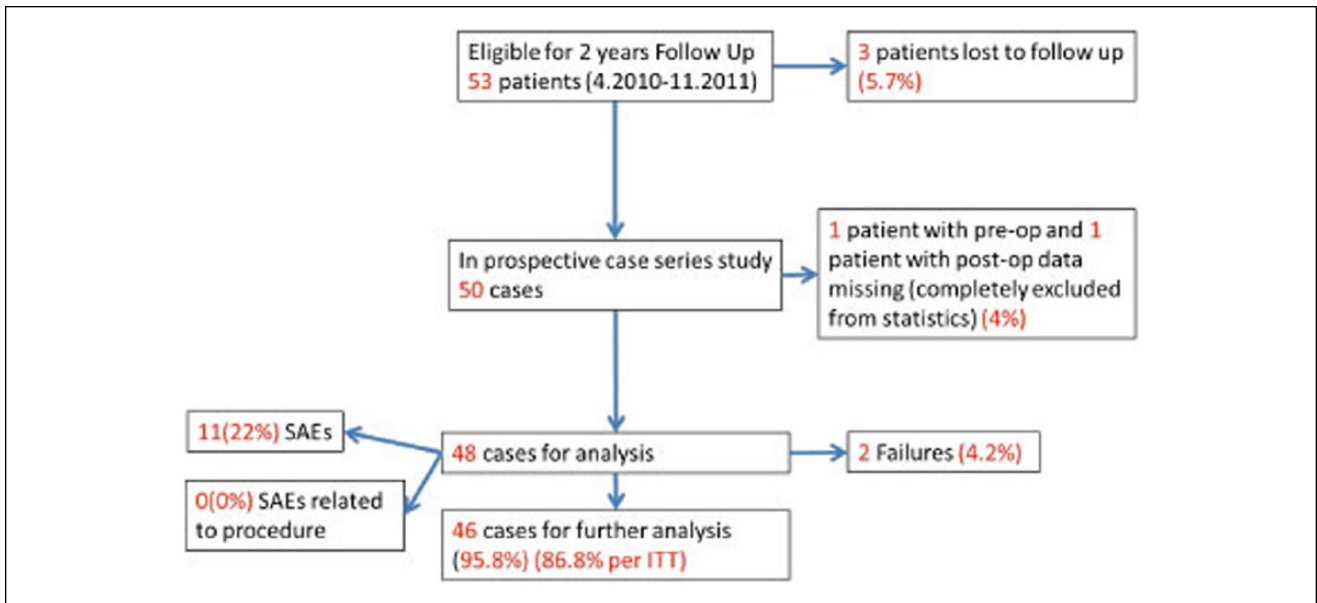 Eligible for 2 years Follow Up
53 patients (4.2010-11.2011)
3 patients lost to follow up
(5.7%)
In prospective case series study
50 cases
1 patient with pre-op and 1
patient with post-op data
missing (completely excluded
from statistics) (4%)
11(22%) SAEs
0(0%) SAEs related
to procedure
48 cases for analysis
2 Failures (4.2%)
46 cases for further analysis
(95.8%) (86.8% per ITT)